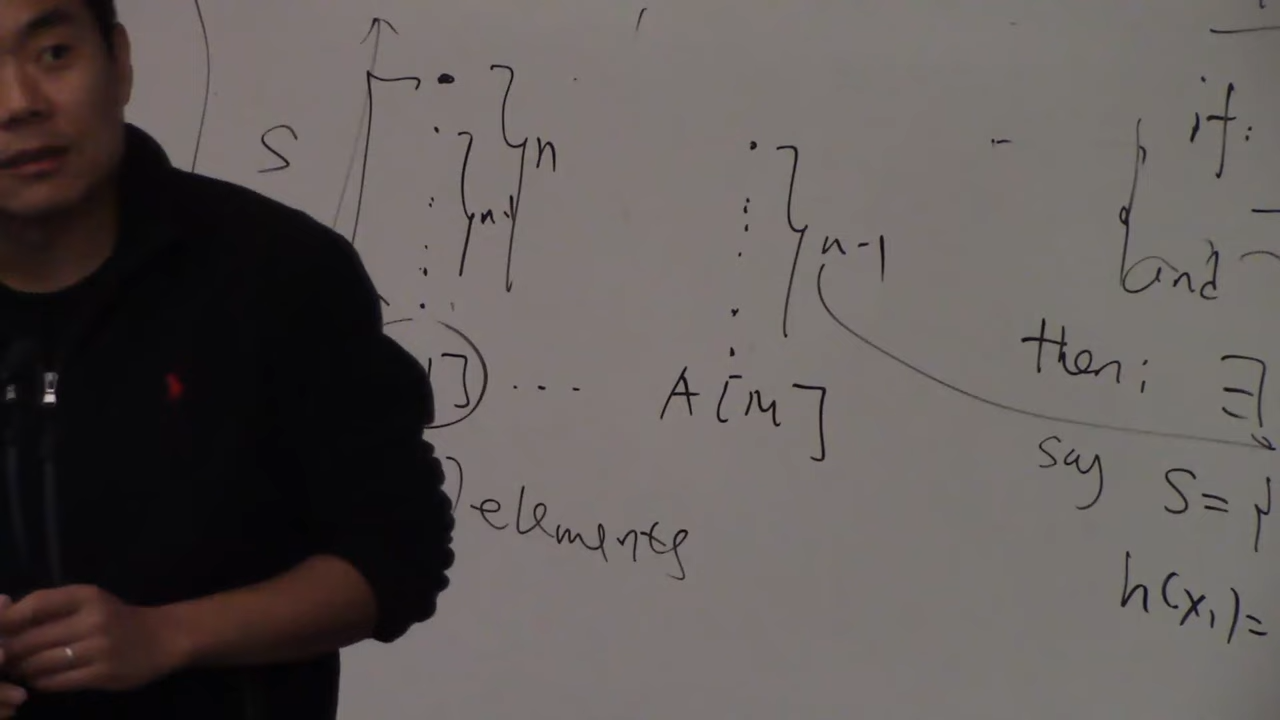 S
n
n-1
n-1
] ... A[m]
) elements
if:
and
then: ∃
say S = {
h(x₁) =